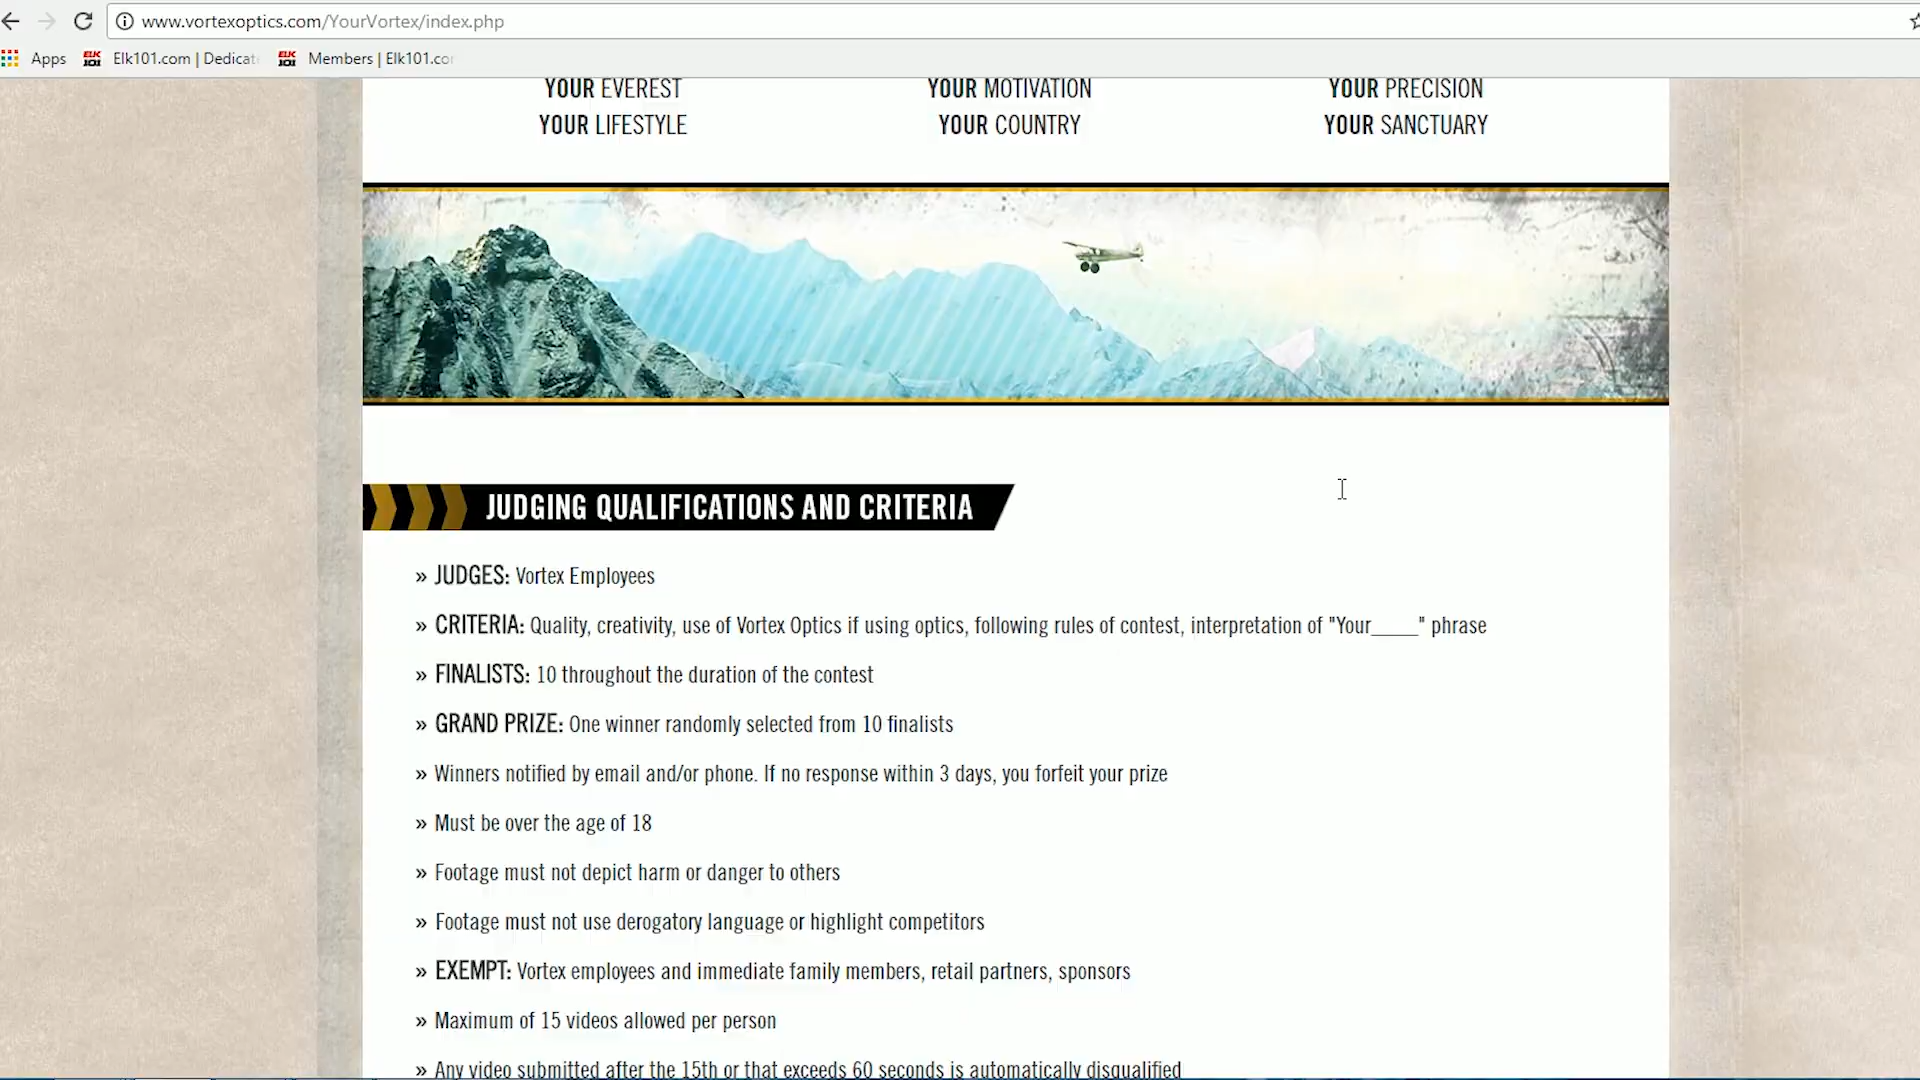 www.vortexoptics.com/YourVortex/index.php
Apps ELK 101 Elk101.com | Dedicat ELK 101 Members | Elk101.co
YOUR EVEREST YOUR MOTIVATION YOUR PRECISION
YOUR LIFESTYLE YOUR COUNTRY YOUR SANCTUARY
JUDGING QUALIFICATIONS AND CRITERIA
» JUDGES: Vortex Employees
» CRITERIA: Quality, creativity, use of Vortex Optics if using optics, following rules of contest, interpretation of "Your____" phrase
» FINALISTS: 10 throughout the duration of the contest
» GRAND PRIZE: One winner randomly selected from 10 finalists
» Winners notified by email and/or phone. If no response within 3 days, you forfeit your prize
» Must be over the age of 18
» Footage must not depict harm or danger to others
» Footage must not use derogatory language or highlight competitors
» EXEMPT: Vortex employees and immediate family members, retail partners, sponsors
» Maximum of 15 videos allowed per person
» Any video submitted after the 15th or that exceeds 60 seconds is automatically disqualified